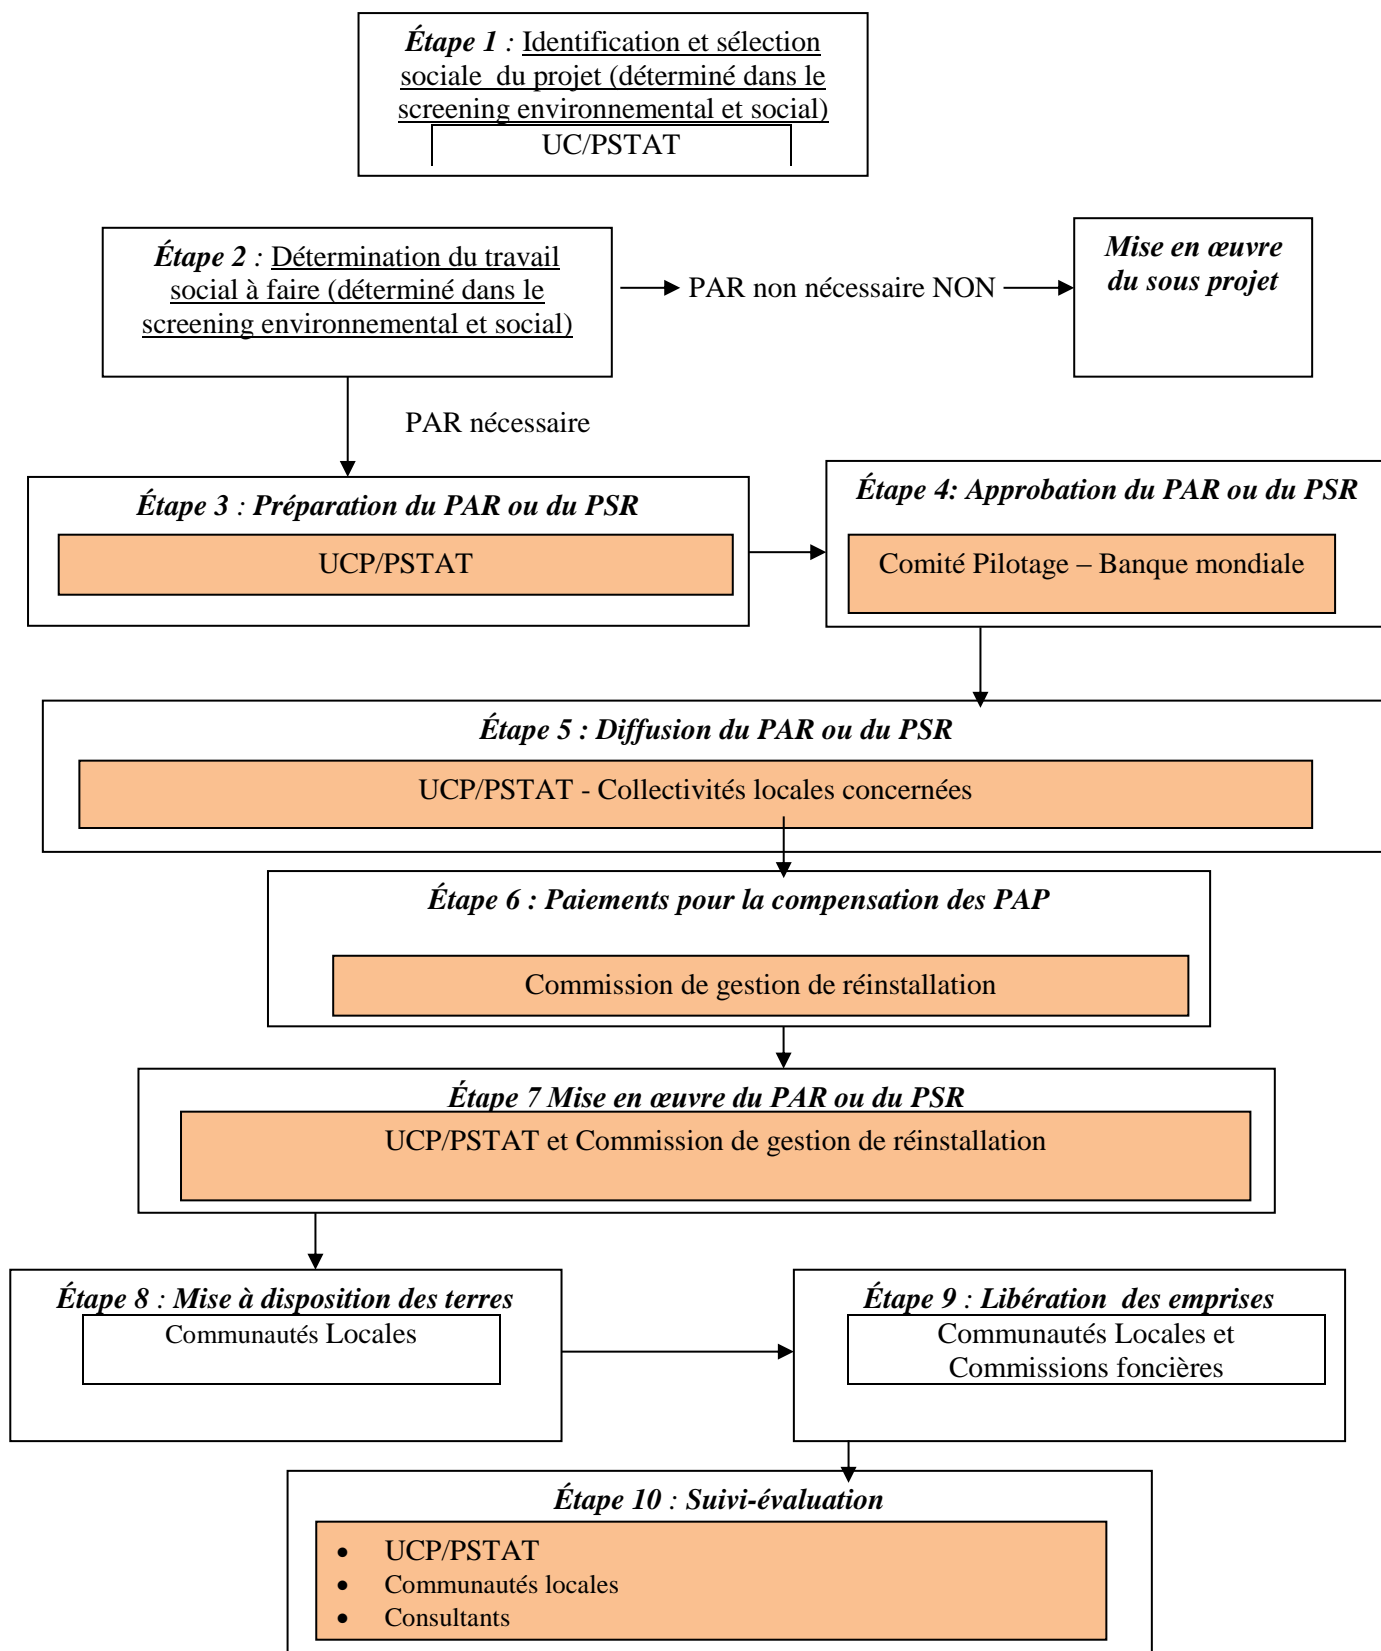 Étape 1 : Identification et sélection
sociale du projet (déterminé dans le
screening environnemental et social)
UC/PSTAT
Étape 2 : Détermination du travail
social à faire (déterminé dans le
screening environnemental et social)
PAR non nécessaire NON
Mise en œuvre
du sous projet
PAR nécessaire
Étape 3 : Préparation du PAR ou du PSR
UCP/PSTAT
Étape 4: Approbation du PAR ou du PSR
Comité Pilotage – Banque mondiale
Étape 5 : Diffusion du PAR ou du PSR
UCP/PSTAT - Collectivités locales concernées
Étape 6 : Paiements pour la compensation des PAP
Commission de gestion de réinstallation
Étape 7 Mise en œuvre du PAR ou du PSR
UCP/PSTAT et Commission de gestion de réinstallation
Étape 8 : Mise à disposition des terres
Communautés Locales
Étape 9 : Libération des emprises
Communautés Locales et
Commissions foncières
Étape 10 : Suivi-évaluation
• UCP/PSTAT
• Communautés locales
• Consultants